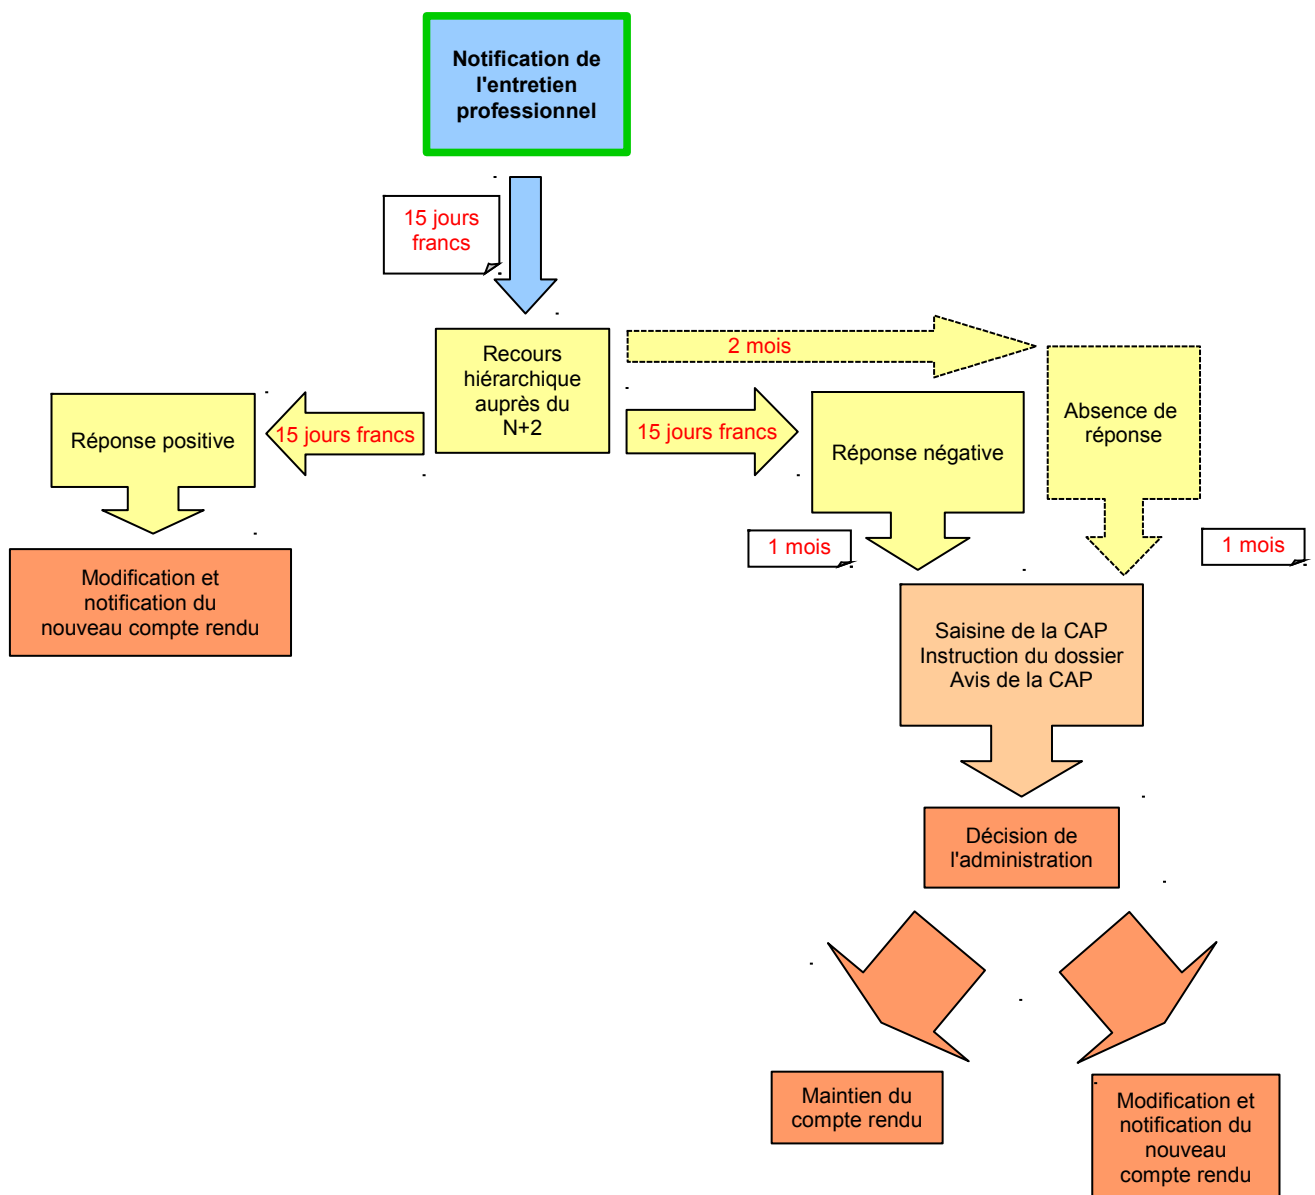 Notification de
l'entretien
professionnel
15 jours
francs
Recours
hiérarchique
auprès du
N+2
2 mois
Absence de
réponse
Réponse positive
15 jours francs
15 jours francs
Réponse négative
1 mois
1 mois
Modification et
notification du
nouveau compte rendu
Saisine de la CAP
Instruction du dossier
Avis de la CAP
Décision de
l'administration
Maintien du
compte rendu
Modification et
notification du
nouveau
compte rendu